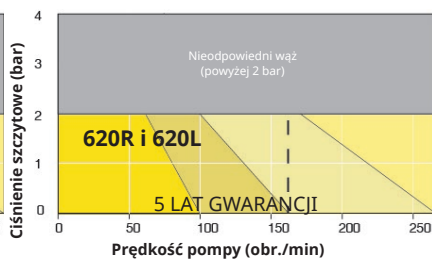 Ciśnienie szczytowe (bar)
4
3
2
1
0
Nieodpowiedni wąż
(powyżej 2 bar)
620R i 620L
5 LAT GWARANCJI
0 50 100 150 200 250
Prędkość pompy (obr./min)